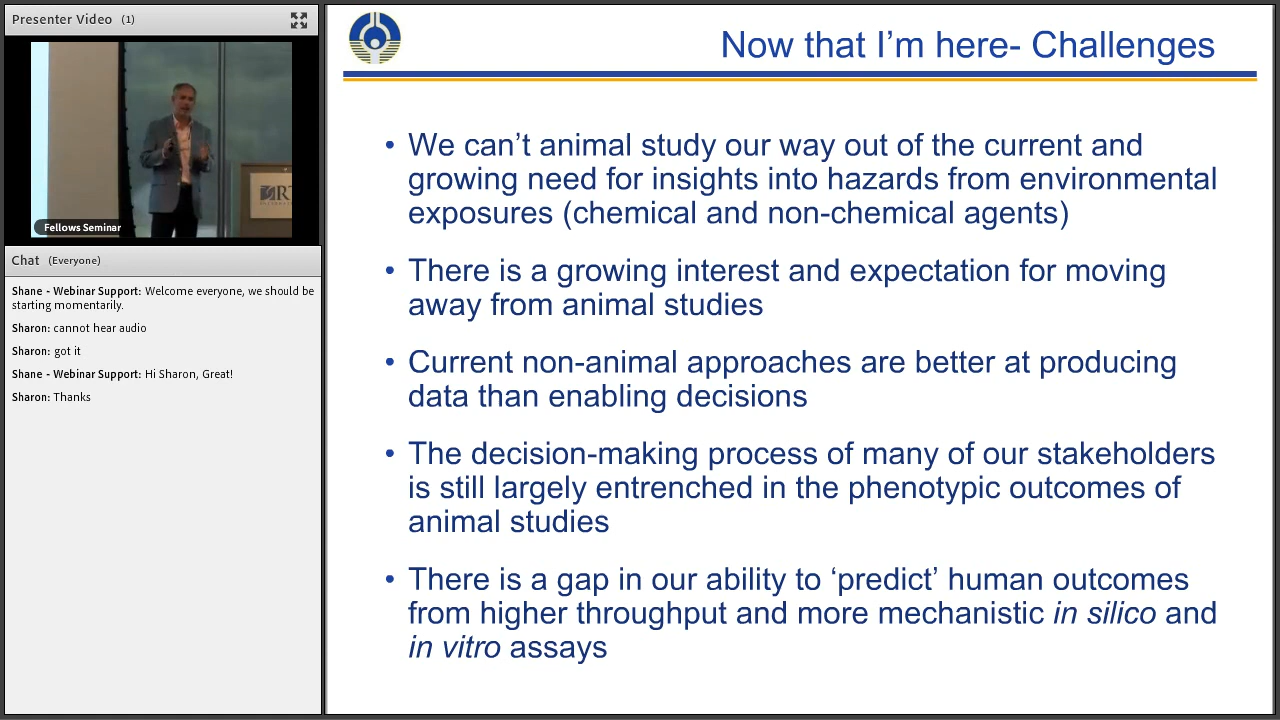 Presenter Video (1)
Fellows Seminar
Chat (Everyone)
Shane - Webinar Support: Welcome everyone, we should be
starting momentarily.
Sharon: cannot hear audio
Sharon: got it
Shane - Webinar Support: Hi Sharon, Great!
Sharon: Thanks
Now that I’m here- Challenges
• We can’t animal study our way out of the current and
growing need for insights into hazards from environmental
exposures (chemical and non-chemical agents)
• There is a growing interest and expectation for moving
away from animal studies
• Current non-animal approaches are better at producing
data than enabling decisions
• The decision-making process of many of our stakeholders
is still largely entrenched in the phenotypic outcomes of
animal studies
• There is a gap in our ability to ‘predict’ human outcomes
from higher throughput and more mechanistic in silico and
in vitro assays